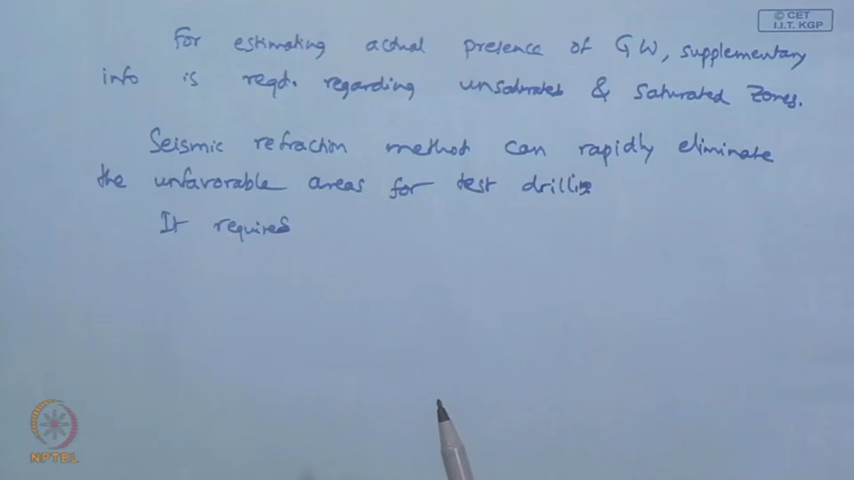 © CET
I.I.T. KGP
For estimating actual presence of GW, supplementary
info is reqd. regarding unsaturated & saturated zones.
Seismic refraction method can rapidly eliminate
the unfavorable areas for test drilling
It requires
NPTEL